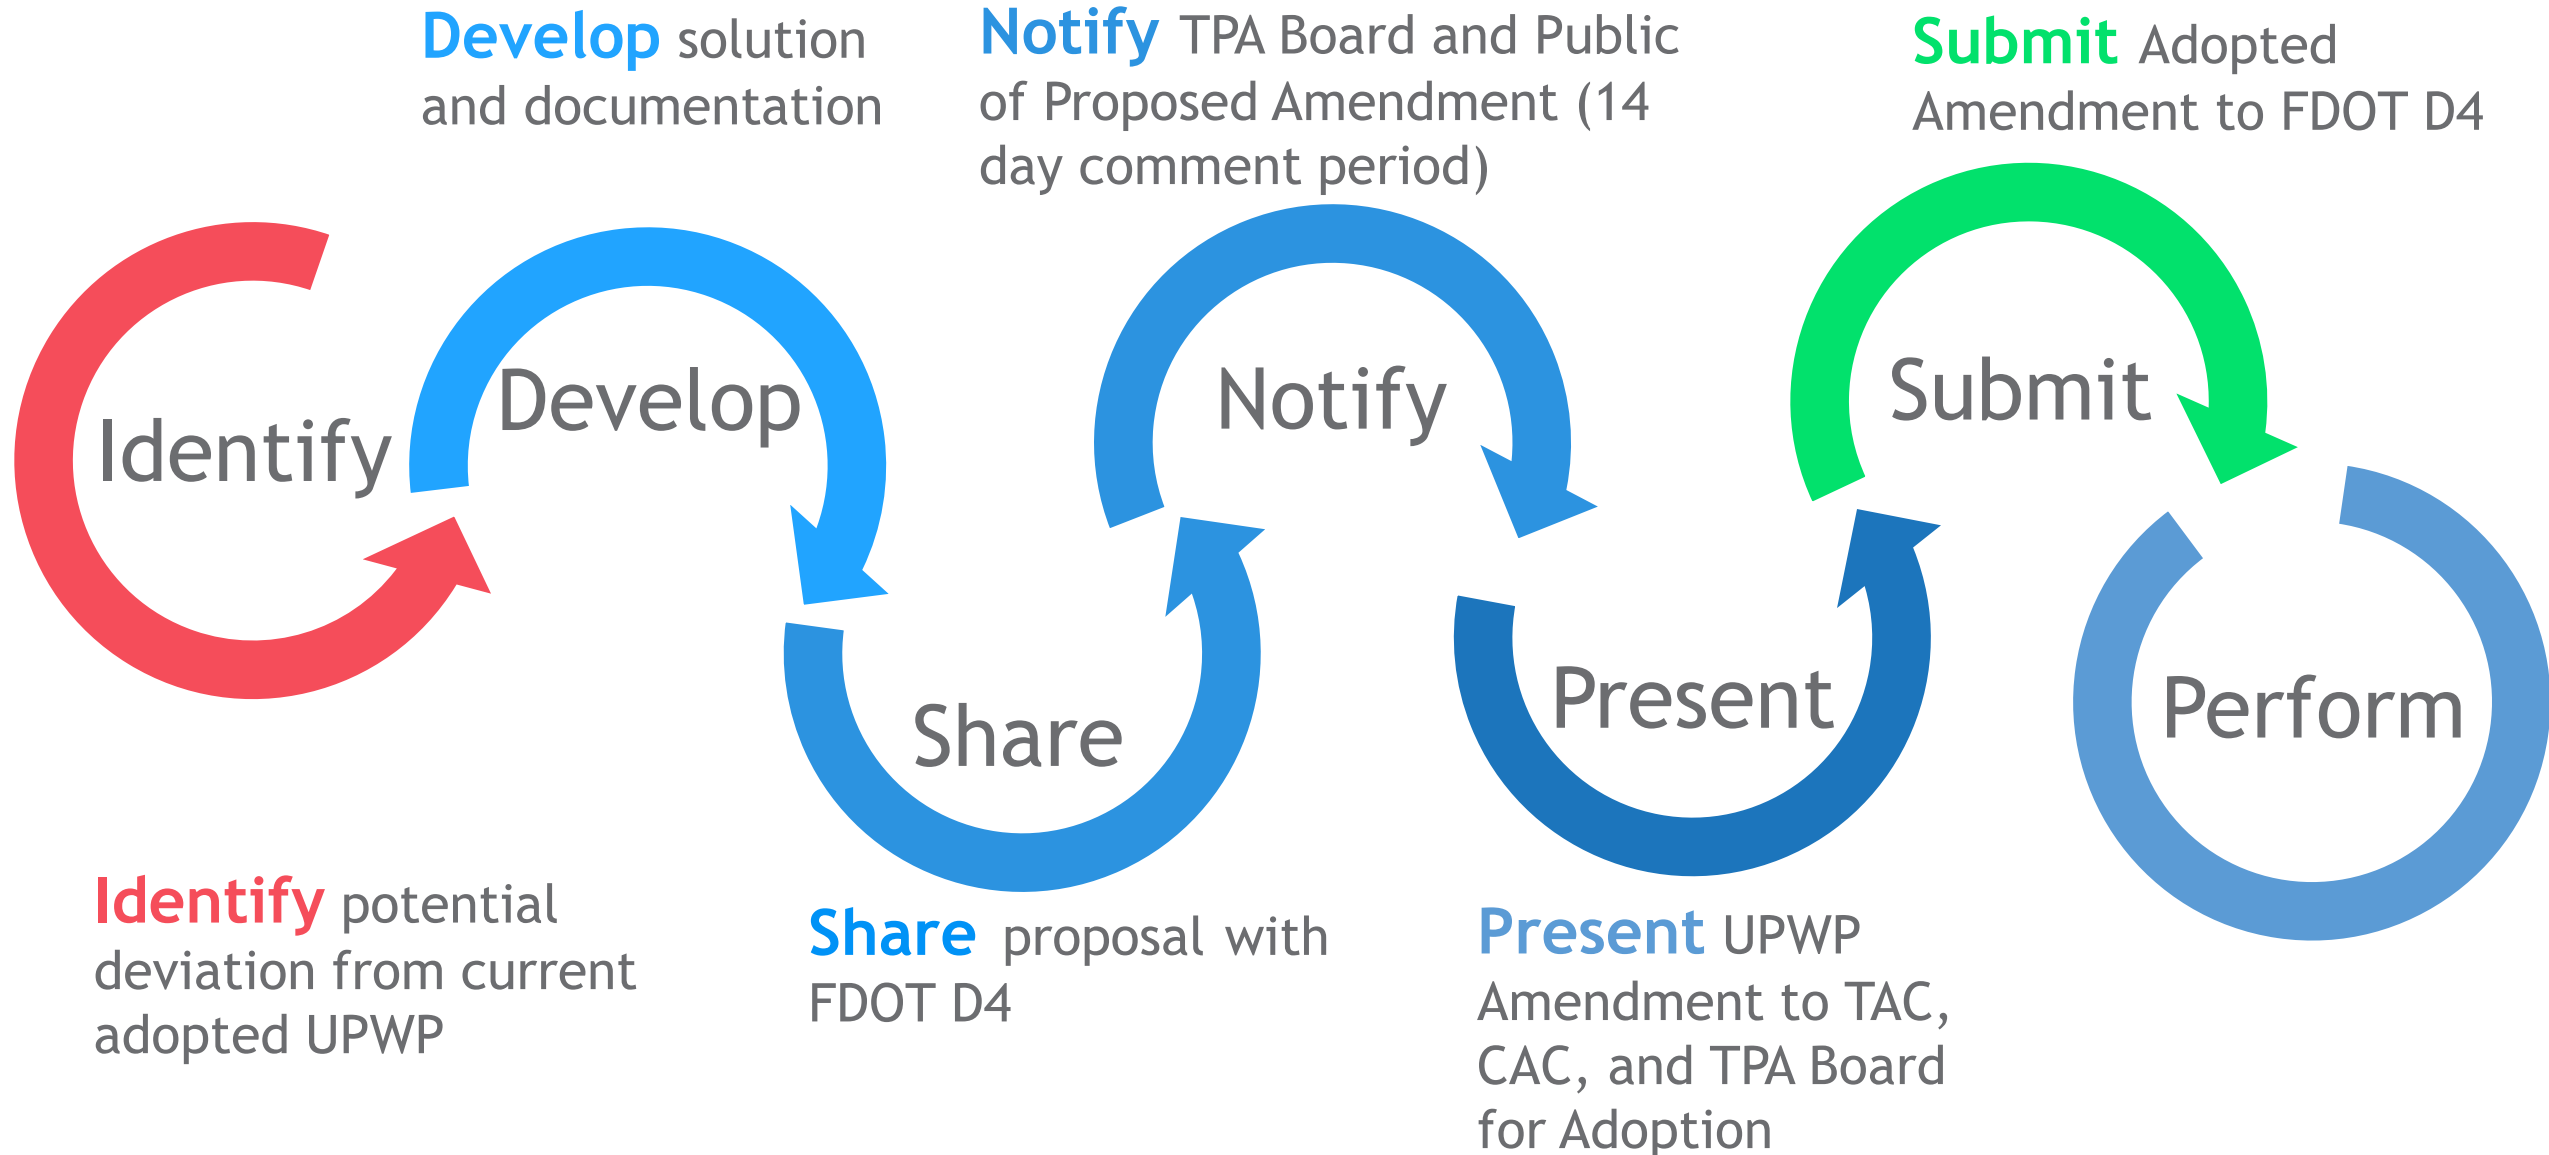 Develop solution
and documentation
Notify TPA Board and Public
of Proposed Amendment (14
day comment period)
Submit Adopted
Amendment to FDOT D4
Identify
Develop
Share
Notify
Present
Submit
Perform
Identify potential
deviation from current
adopted UPWP
Share proposal with
FDOT D4
Present UPWP
Amendment to TAC,
CAC, and TPA Board
for Adoption